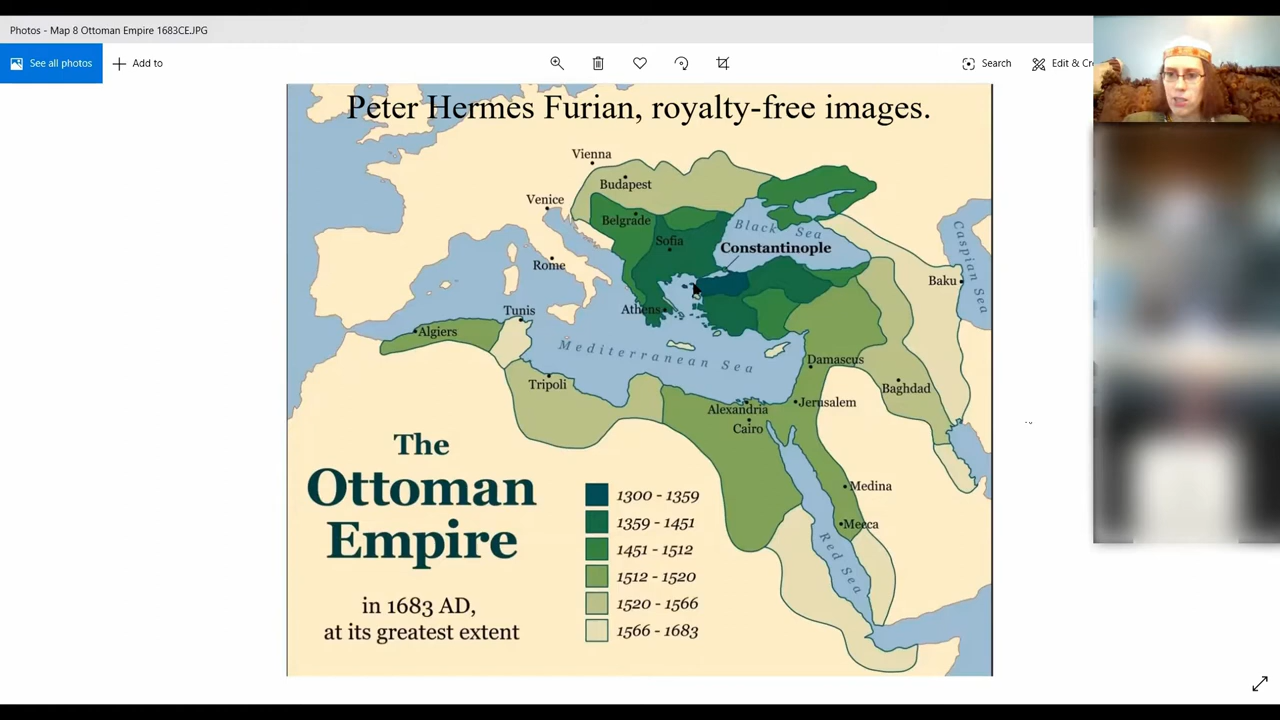 Photos - Map 8 Ottoman Empire 1683CE.JPG
See all photos
Add to
Search
Edit & Cr
Peter Hermes Furian, royalty-free images.
Vienna
Budapest
Venice
Belgrade
Black Sea
Sofia
Constantinople
Caspian Sea
Rome
Baku
Athens
Tunis
Algiers
Mediterranean Sea
Damascus
Tripoli
Baghdad
Alexandria
Jerusalem
Cairo
Medina
Mecca
Red Sea
The
Ottoman
Empire
in 1683 AD,
at its greatest extent
1300 - 1359
1359 - 1451
1451 - 1512
1512 - 1520
1520 - 1566
1566 - 1683